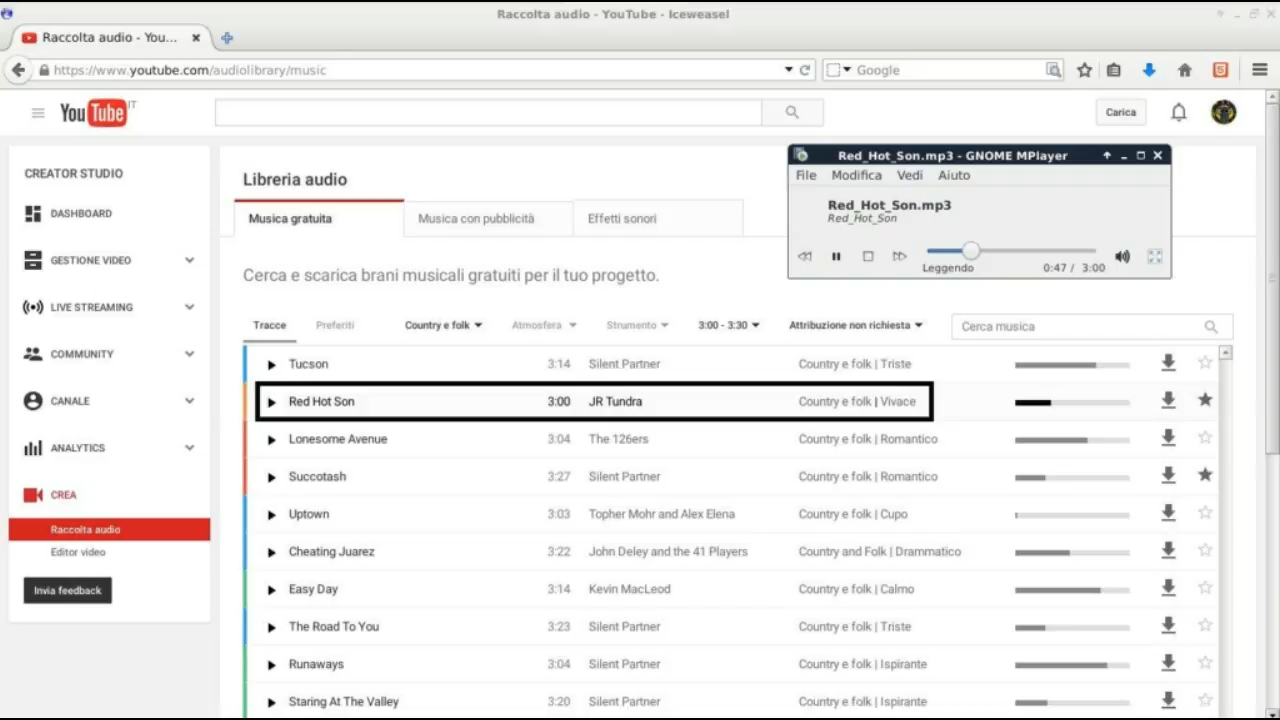 Raccolta audio - YouTube - Iceweasel
Raccolta audio - You...
https://www.youtube.com/audiolibrary/music
Google
YouTube IT
Carica
CREATOR STUDIO
DASHBOARD
GESTIONE VIDEO
LIVE STREAMING
COMMUNITY
CANALE
ANALYTICS
CREA
Raccolta audio
Editor video
Invia feedback
Libreria audio
Musica gratuita
Musica con pubblicità
Effetti sonori
Red_Hot_Son.mp3 - GNOME MPlayer
File Modifica Vedi Aiuto
Red_Hot_Son.mp3
Red_Hot_Son
Leggendo 0:47 / 3:00
Cerca e scarica brani musicali gratuiti per il tuo progetto.
Tracce Preferiti Country e folk Atmosfera Strumento 3:00 - 3:30 Attribuzione non richiesta Cerca musica
Tucson 3:14 Silent Partner Country e folk | Triste
Red Hot Son 3:00 JR Tundra Country e folk | Vivace
Lonesome Avenue 3:04 The 126ers Country e folk | Romantico
Succotash 3:27 Silent Partner Country e folk | Romantico
Uptown 3:03 Topher Mohr and Alex Elena Country e folk | Cupo
Cheating Juarez 3:22 John Deley and the 41 Players Country and Folk | Drammatico
Easy Day 3:14 Kevin MacLeod Country e folk | Calmo
The Road To You 3:23 Silent Partner Country e folk | Triste
Runaways 3:04 Silent Partner Country e folk | Ispirante
Staring At The Valley 3:20 Silent Partner Country e folk | Ispirante